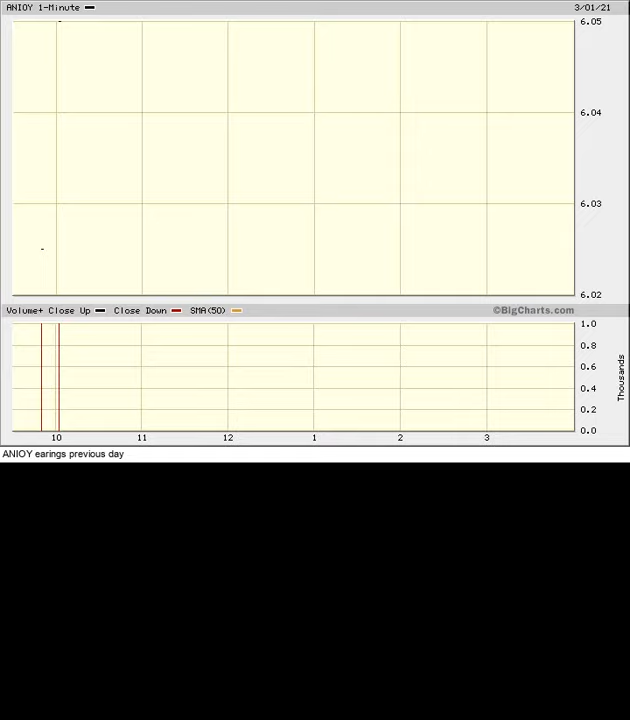 ANIOY 1-Minute 3/01/21
6.05
6.04
6.03
6.02
Volume+ Close Up Close Down SMA(50) ©BigCharts.com
1.0
0.8
0.6
0.4
0.2
0.0
Thousands
10 11 12 1 2 3
ANIOY earings previous day